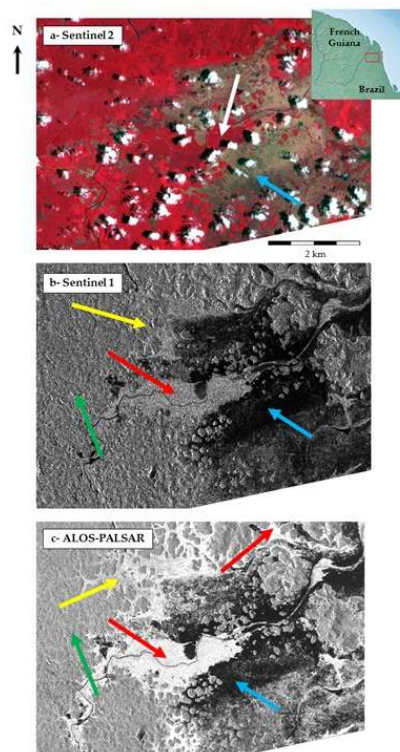 N
a- Sentinel 2
French
Guiana
Brazil
2 km
b- Sentinel 1
c- ALOS-PALSAR